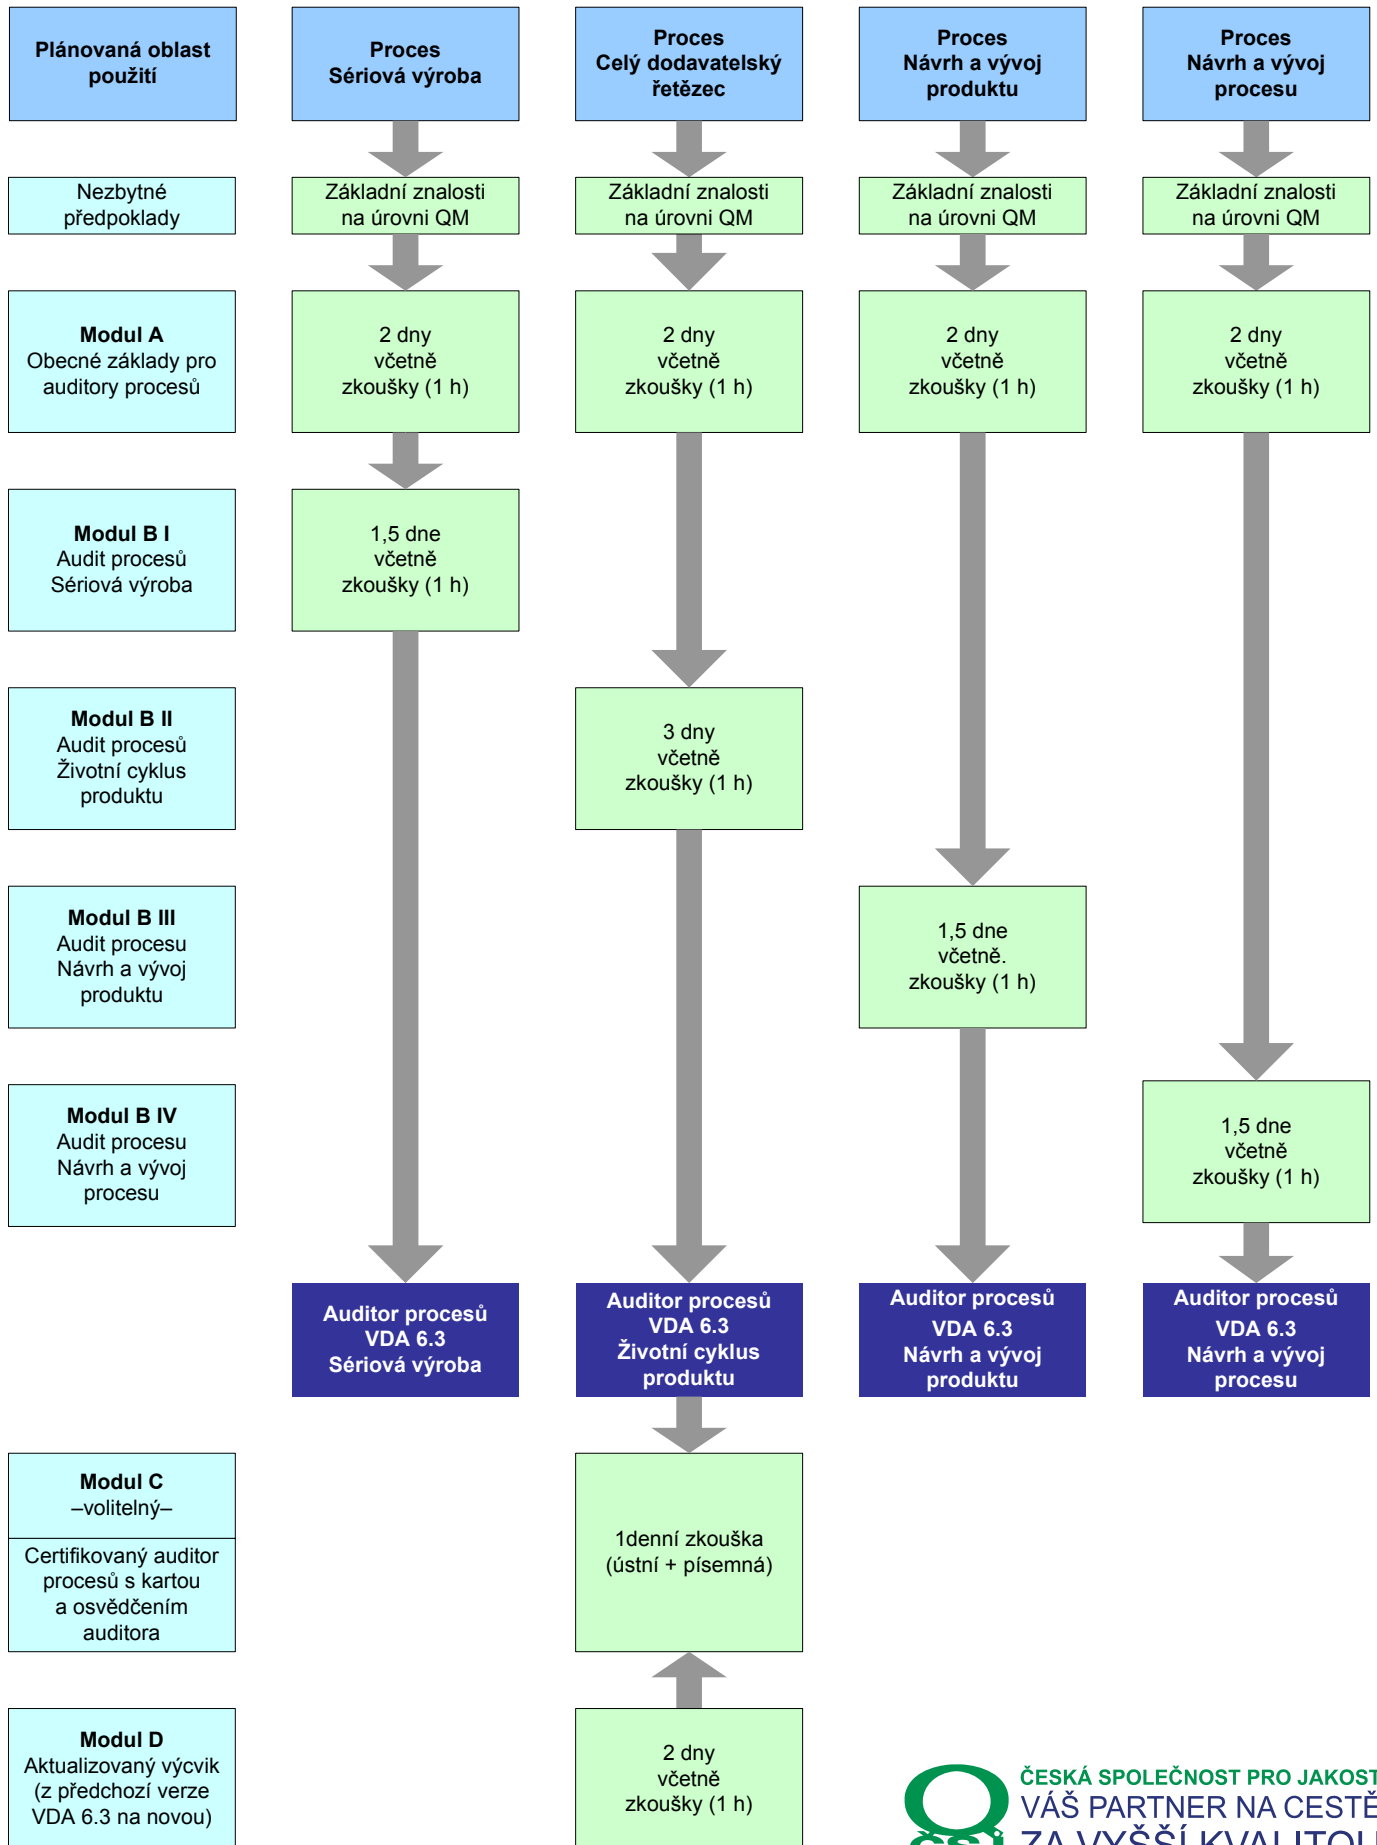 Plánovaná oblast
použití
Proces
Sériová výroba
Proces
Celý dodavatelský
řetězec
Proces
Návrh a vývoj
produktu
Proces
Návrh a vývoj
procesu
Nezbytné
předpoklady
Základní znalosti
na úrovni QM
Základní znalosti
na úrovni QM
Základní znalosti
na úrovni QM
Základní znalosti
na úrovni QM
Modul A
Obecné základy pro
auditory procesů
2 dny
včetně
zkoušky (1 h)
2 dny
včetně
zkoušky (1 h)
2 dny
včetně
zkoušky (1 h)
2 dny
včetně
zkoušky (1 h)
Modul B I
Audit procesů
Sériová výroba
1,5 dne
včetně
zkoušky (1 h)
Modul B II
Audit procesů
Životní cyklus
produktu
3 dny
včetně
zkoušky (1 h)
Modul B III
Audit procesu
Návrh a vývoj
produktu
1,5 dne
včetně.
zkoušky (1 h)
Modul B IV
Audit procesu
Návrh a vývoj
procesu
1,5 dne
včetně
zkoušky (1 h)
Auditor procesů
VDA 6.3
Sériová výroba
Auditor procesů
VDA 6.3
Životní cyklus
produktu
Auditor procesů
VDA 6.3
Návrh a vývoj
produktu
Auditor procesů
VDA 6.3
Návrh a vývoj
procesu
Modul C
–volitelný–
Certifikovaný auditor
procesů s kartou
a osvědčením
auditora
1denní zkouška
(ústní + písemná)
Modul D
Aktualizovaný výcvik
(z předchozí verze
VDA 6.3 na novou)
2 dny
včetně
zkoušky (1 h)
ČESKÁ SPOLEČNOST PRO JAKOST
VÁŠ PARTNER NA CESTĚ
ZA VYŠŠÍ KVALITOU
čsj